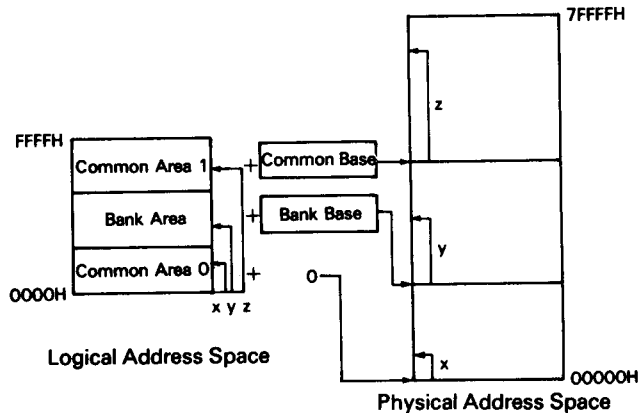 7FFFFH
z
FFFFH
Common Area 1
+
Common Base
Bank Area
+
Bank Base
y
Common Area 0
+
0
0000H
x y z
x
Logical Address Space
00000H
Physical Address Space